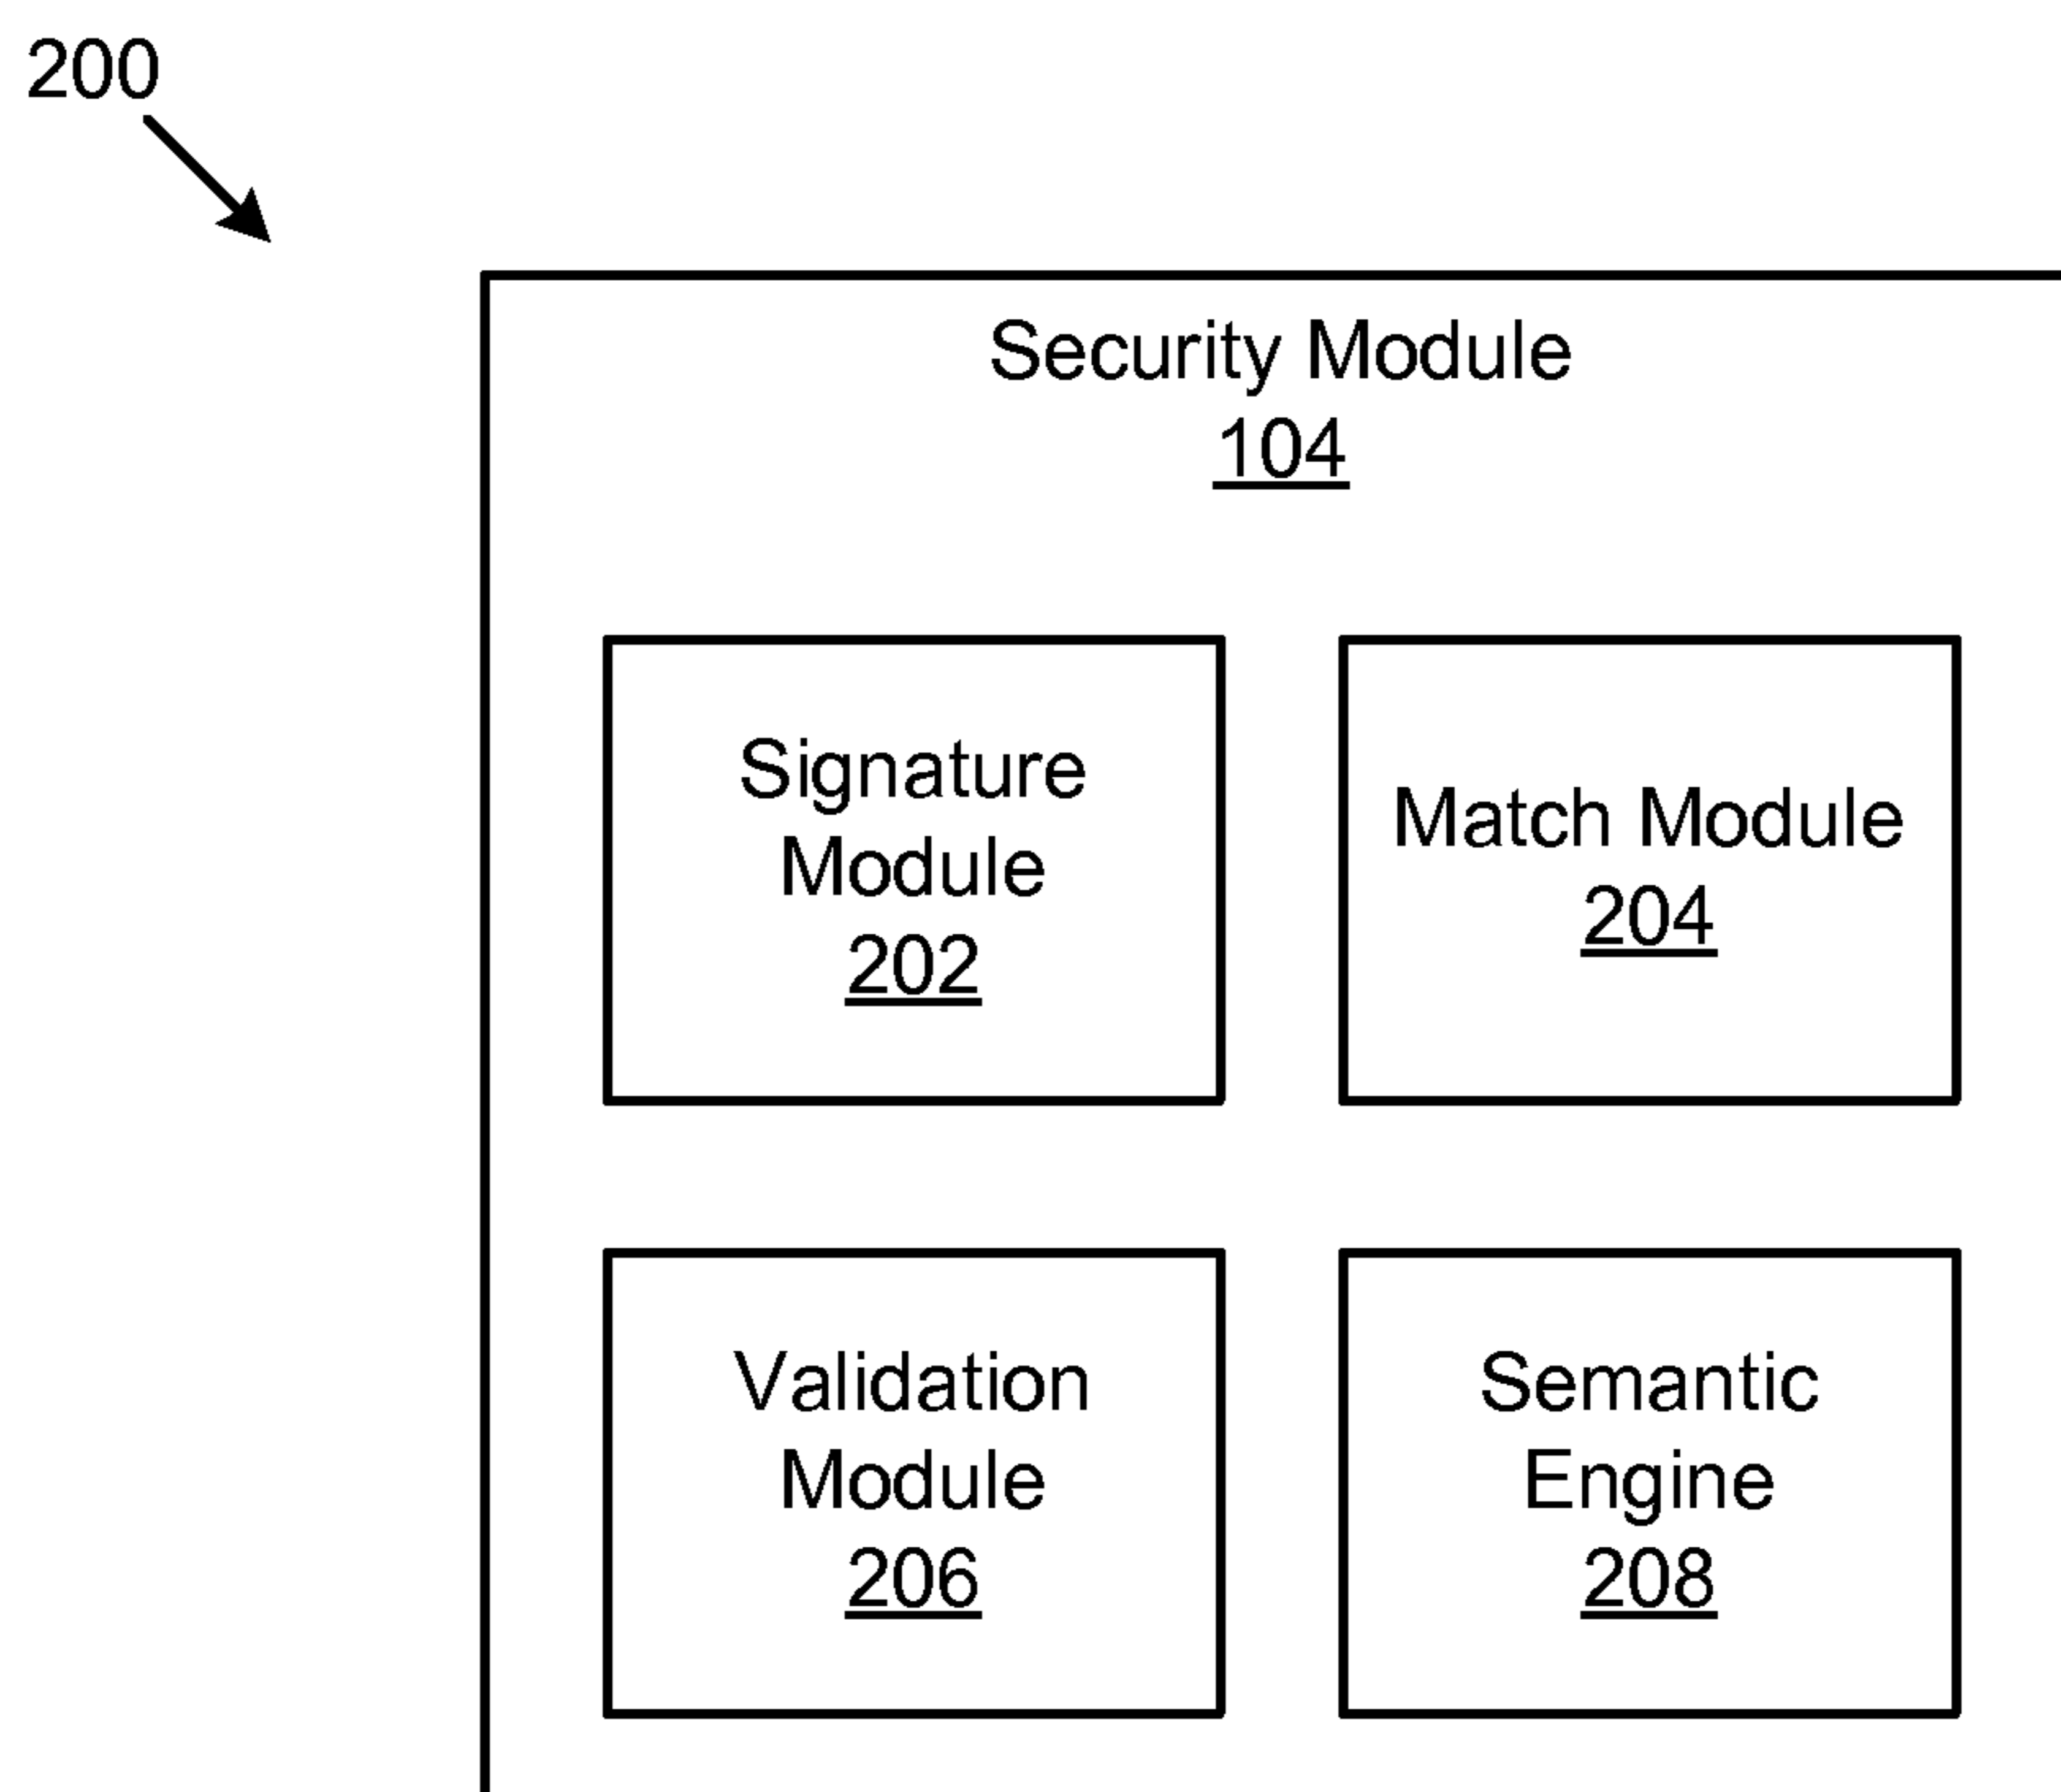 200
Security Module
104
Signature
Module
202
Match Module
204
Validation
Module
206
Semantic
Engine
208